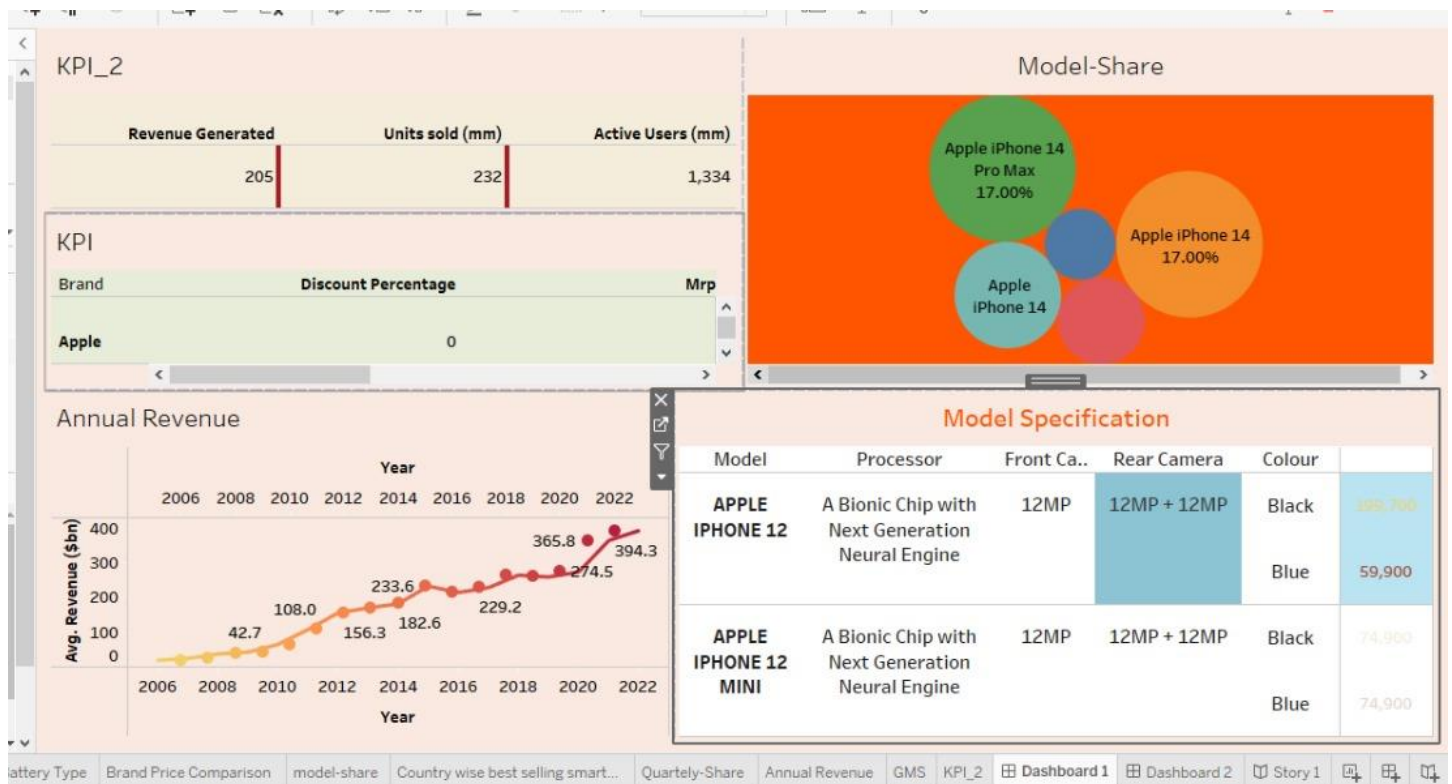 KPI_2
Revenue Generated Units sold (mm) Active Users (mm)
205 232 1,334
KPI
Brand Discount Percentage Mrp
Apple 0
Model-Share
Apple iPhone 14
Pro Max
17.00%
Apple iPhone 14
17.00%
Apple
iPhone 14
Annual Revenue
Year
2006 2008 2010 2012 2014 2016 2018 2020 2022
Avg. Revenue ($bn)
400
300
200
100
0
42.7
108.0
156.3
233.6
182.6
229.2
365.8
274.5
394.3
2006 2008 2010 2012 2014 2016 2018 2020 2022
Year
Model Specification
Model Processor Front Ca.. Rear Camera Colour
APPLE
IPHONE 12
A Bionic Chip with
Next Generation
Neural Engine
12MP
12MP + 12MP
Black
Blue 59,900
APPLE
IPHONE 12
MINI
A Bionic Chip with
Next Generation
Neural Engine
12MP
12MP + 12MP
Black 74,900
Blue 74,900
attery Type Brand Price Comparison model-share Country wise best selling smart... Quartely-Share Annual Revenue GMS KPI_2 Dashboard 1 Dashboard 2 Story 1